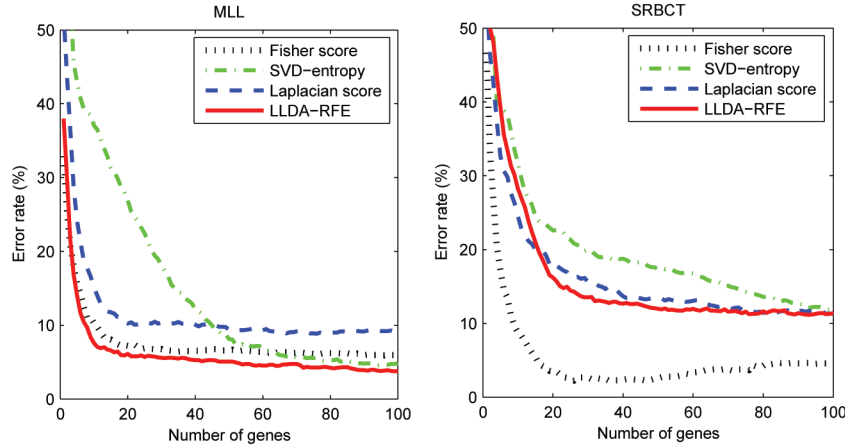 MLL
50
40
30
20
10
0
0
20
40
60
80
100
Error rate (%)
Number of genes
Fisher score
SVD−entropy
Laplacian score
LLDA−RFE
SRBCT
50
40
30
20
10
0
0
20
40
60
80
100
Error rate (%)
Number of genes
Fisher score
SVD−entropy
Laplacian score
LLDA−RFE